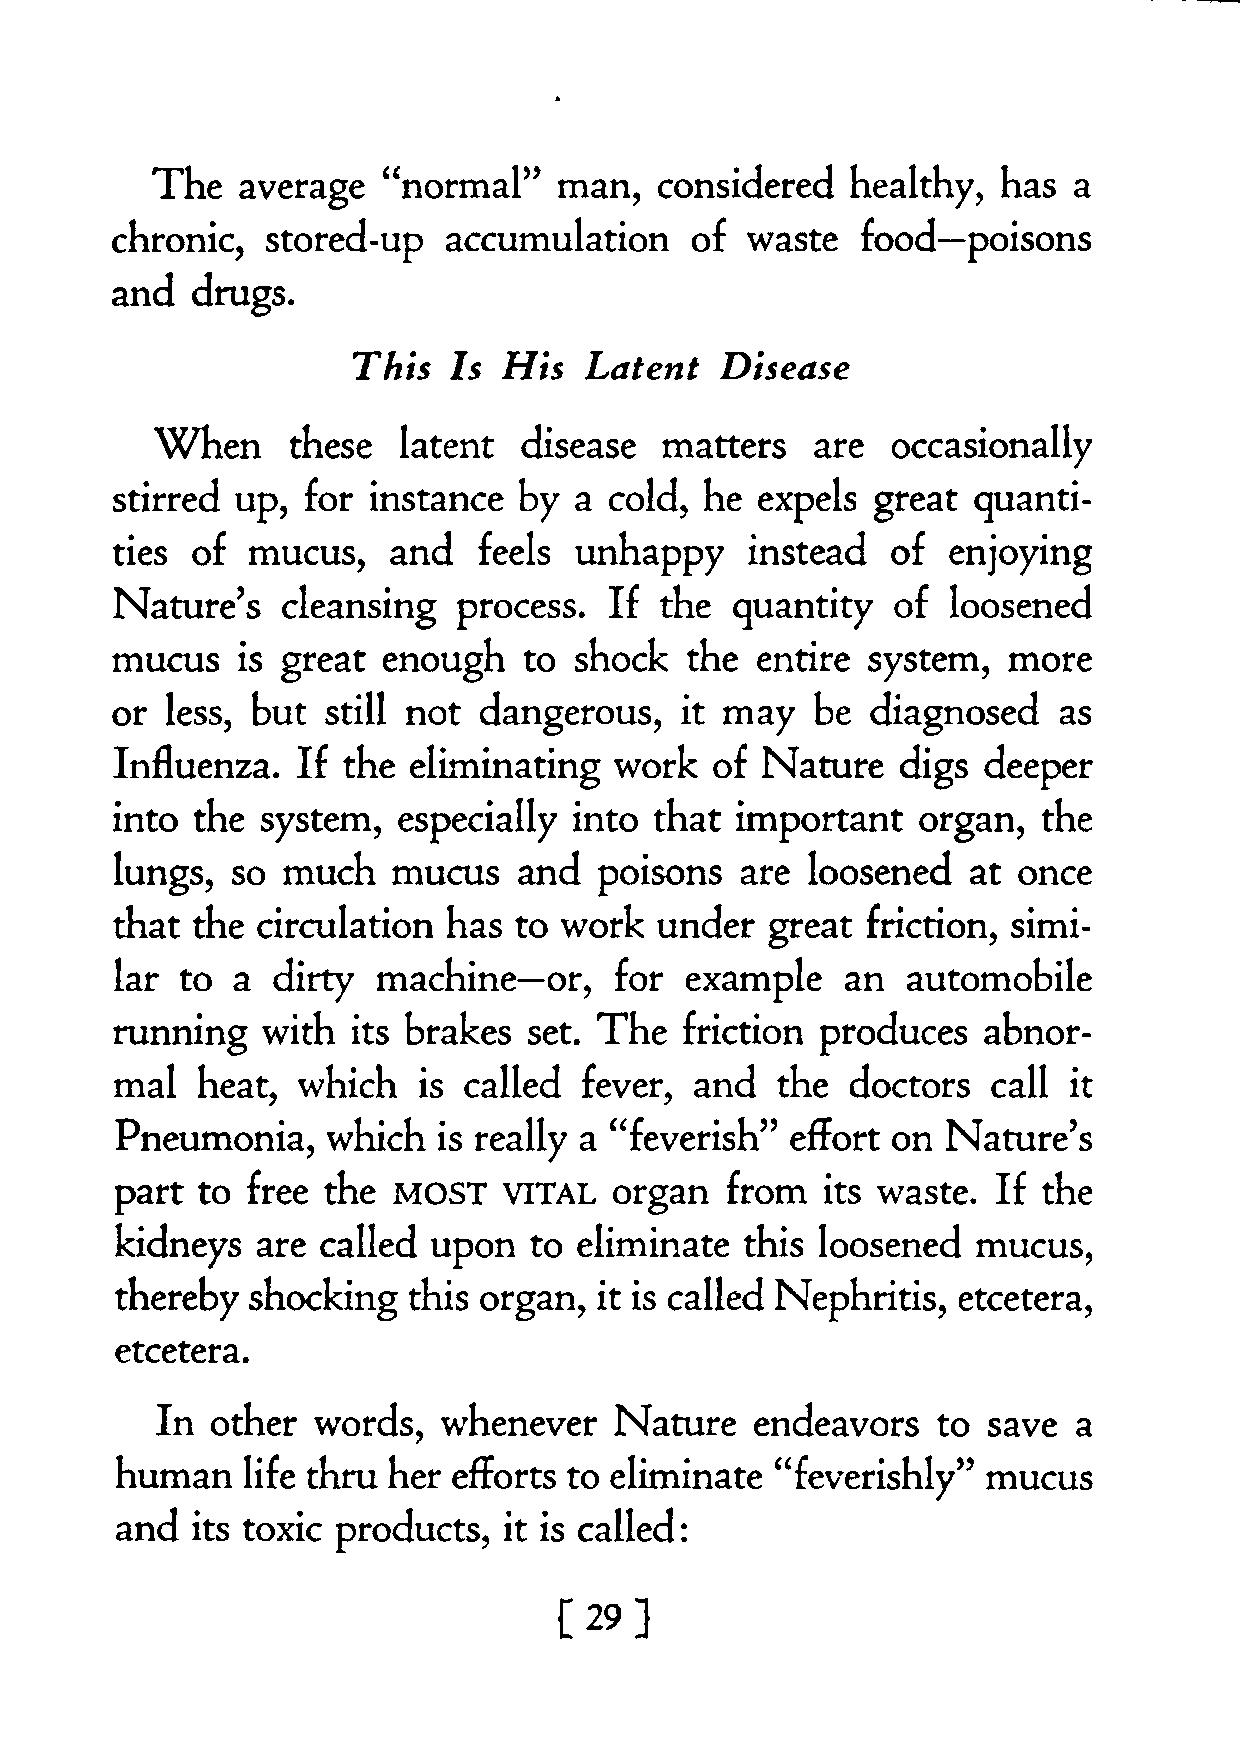 The average “normal” man, considered healthy, has a
chronic, stored-up accumulation of waste food—poisons
and drugs.
This Is His Latent Disease
When these latent disease matters are occasionally
stirred up, for instance by a cold, he expels great quanti-
ties of mucus, and feels unhappy instead of enjoying
Nature’s cleansing process. If the quantity of loosened
mucus is great enough to shock the entire system, more
or less, but still not dangerous, it may be diagnosed as
Influenza. If the eliminating work of Nature digs deeper
into the system, especially into that important organ, the
lungs, so much mucus and poisons are loosened at once
that the circulation has to work under great friction, simi-
lar to a dirty machine—or, for example an automobile
running with its brakes set. The friction produces abnor-
mal heat, which is called fever, and the doctors call it
Pneumonia, which is really a “feverish” effort on Nature’s
part to free the MOST VITAL organ from its waste. If the
kidneys are called upon to eliminate this loosened mucus,
thereby shocking this organ, it is called Nephritis, etcetera,
etcetera.
In other words, whenever Nature endeavors to save a
human life thru her efforts to eliminate “feverishly” mucus
and its toxic products, it is called:
[ 29 ]